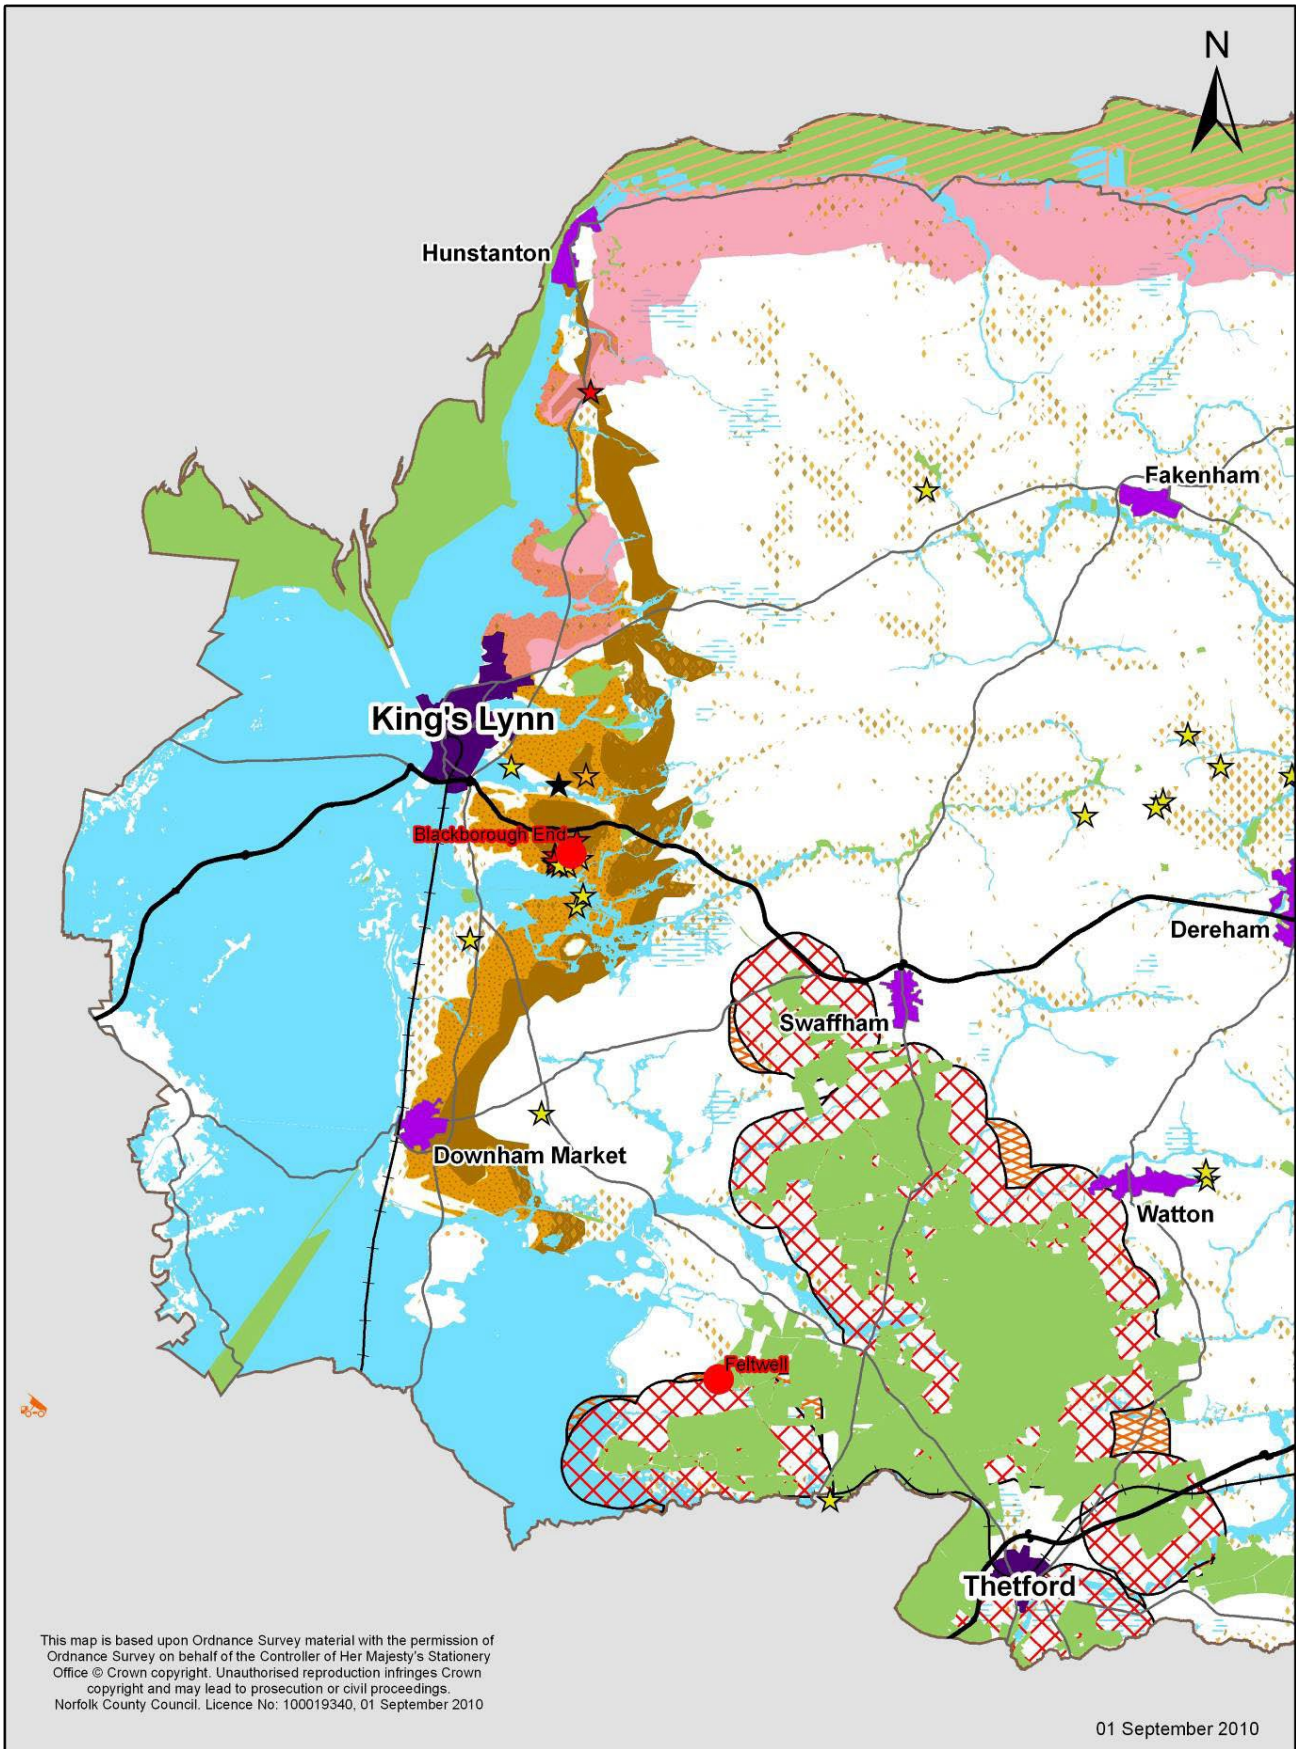 N
Hunstanton
Fakenham
King's Lynn
Blackborough End
Dereham
Swaffham
Downham Market
Watton
Feltwell
Thetford
This map is based upon Ordnance Survey material with the permission of
Ordnance Survey on behalf of the Controller of Her Majesty's Stationery
Office © Crown copyright. Unauthorised reproduction infringes Crown
copyright and may lead to prosecution or civil proceedings.
Norfolk County Council. Licence No: 100019340, 01 September 2010
01 September 2010